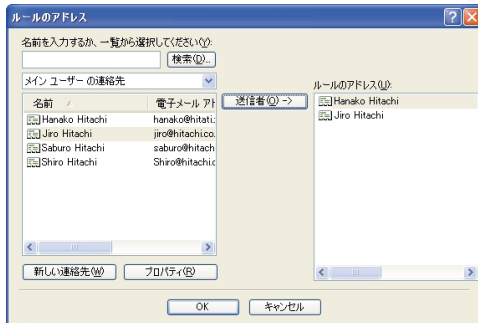 ルールのアドレス
名前を入力するか、一覧から選択してください(Y):
検索(D)...
メイン ユーザー の連絡先
名前 電子メール アド
Hanako Hitachi hanako@hitati.
Jiro Hitachi jiro@hitachi.co.
Saburo Hitachi saburo@hitach
Shiro Hitachi Shiro@hitachi.c
新しい連絡先(W) プロパティ(R)
送信者(O) ->
ルールのアドレス(U):
Hanako Hitachi
Jiro Hitachi
OK キャンセル